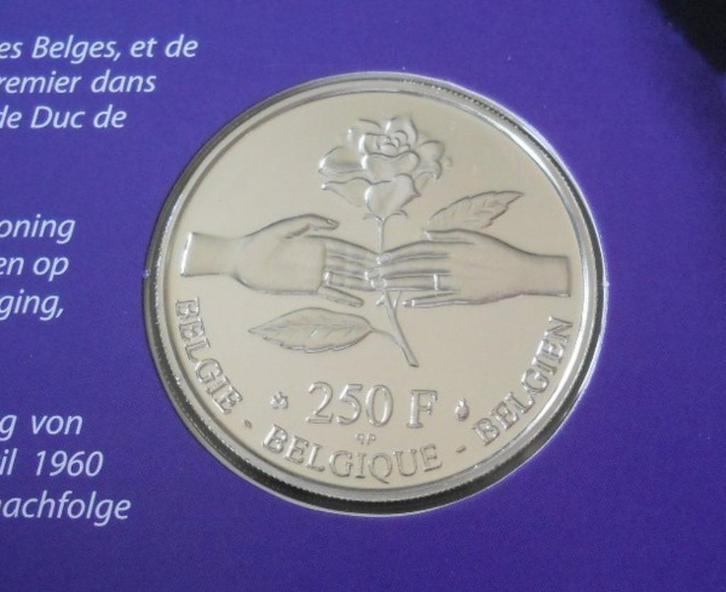 es Belges, et de
remier dans
de Duc de
oning
en op
ging,
g von
il 1960
nachfolge
250 F
BELGIE - BELGIQUE - BELGIEN